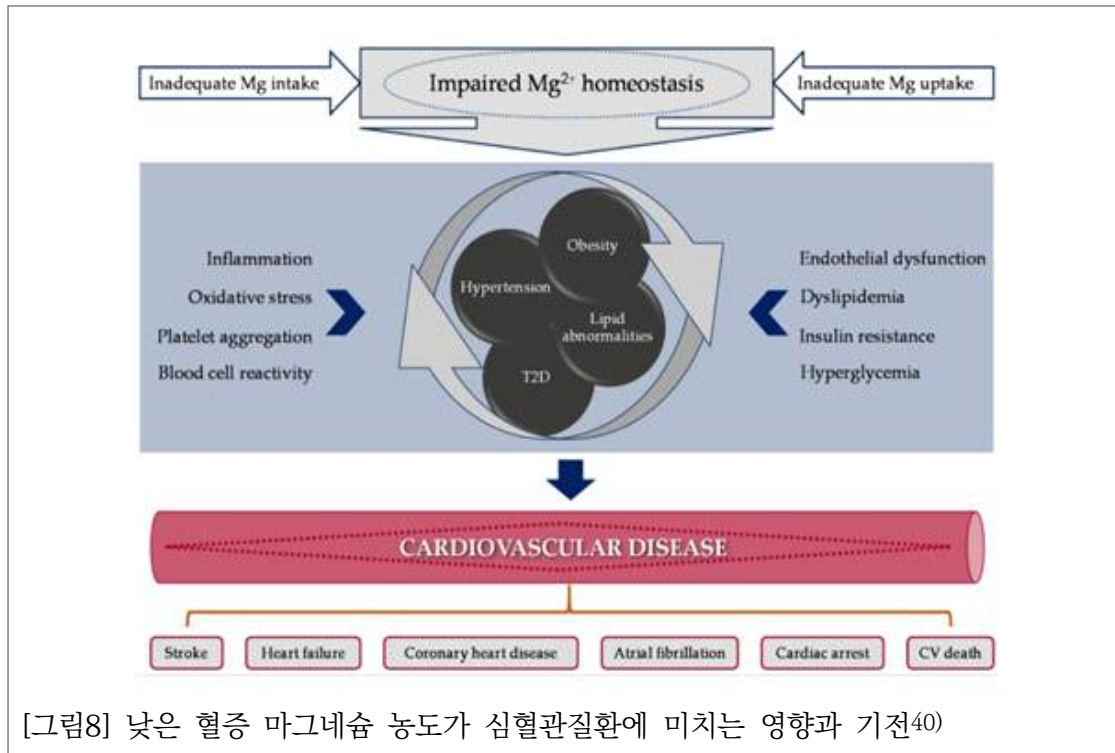 Inadequate Mg intake
Impaired Mg²⁺ homeostasis
Inadequate Mg uptake
Inflammation
Oxidative stress
Platelet aggregation
Blood cell reactivity
Obesity
Hypertension
Lipid
abnormalities
T2D
Endothelial dysfunction
Dyslipidemia
Insulin resistance
Hyperglycemia
CARDIOVASCULAR DISEASE
Stroke
Heart failure
Coronary heart disease
Atrial fibrillation
Cardiac arrest
CV death
[그림8] 낮은 혈증 마그네슘 농도가 심혈관질환에 미치는 영향과 기전40)